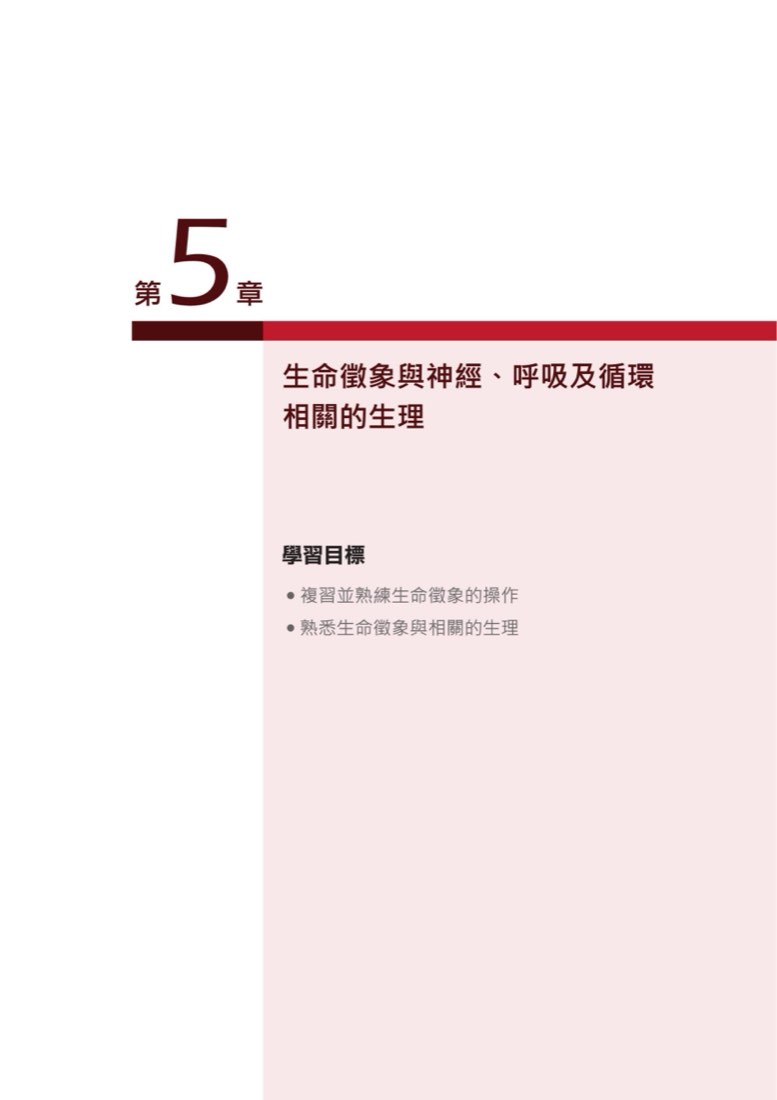 第5章
生命徵象與神經、呼吸及循環
相關的生理
學習目標
• 複習並熟練生命徵象的操作
• 熟悉生命徵象與相關的生理